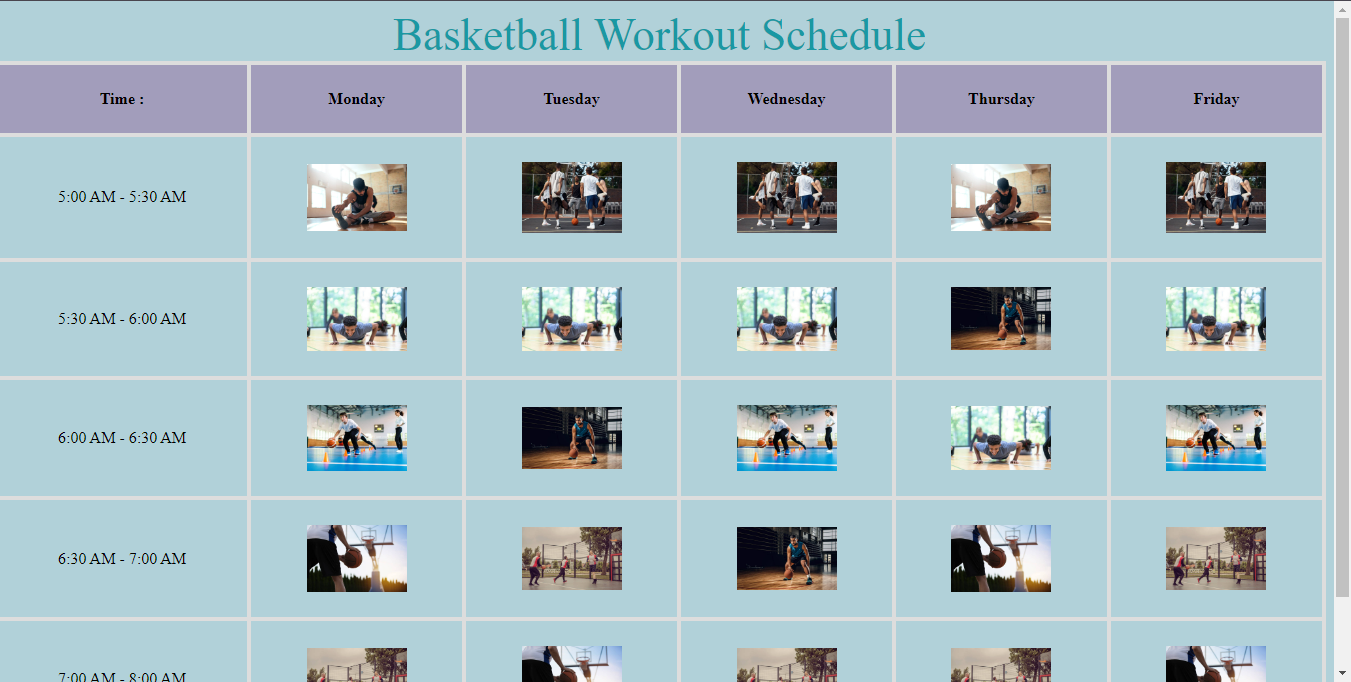 Basketball Workout Schedule
Time : Monday Tuesday Wednesday Thursday Friday
5:00 AM - 5:30 AM
5:30 AM - 6:00 AM
6:00 AM - 6:30 AM
6:30 AM - 7:00 AM
7:00 AM - 8:00 AM